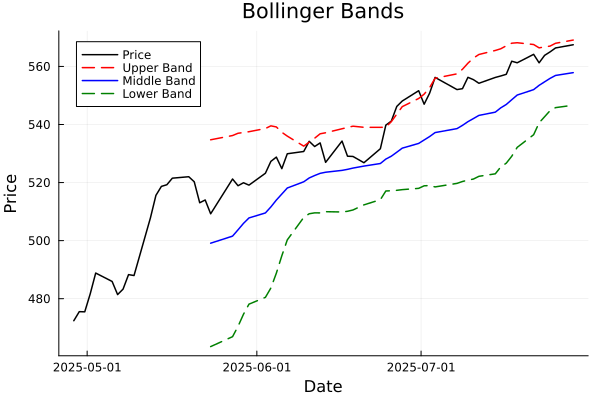 Bollinger Bands
Price
Upper Band
Middle Band
Lower Band
560
540
520
500
480
Price
2025-05-01
2025-06-01
2025-07-01
Date